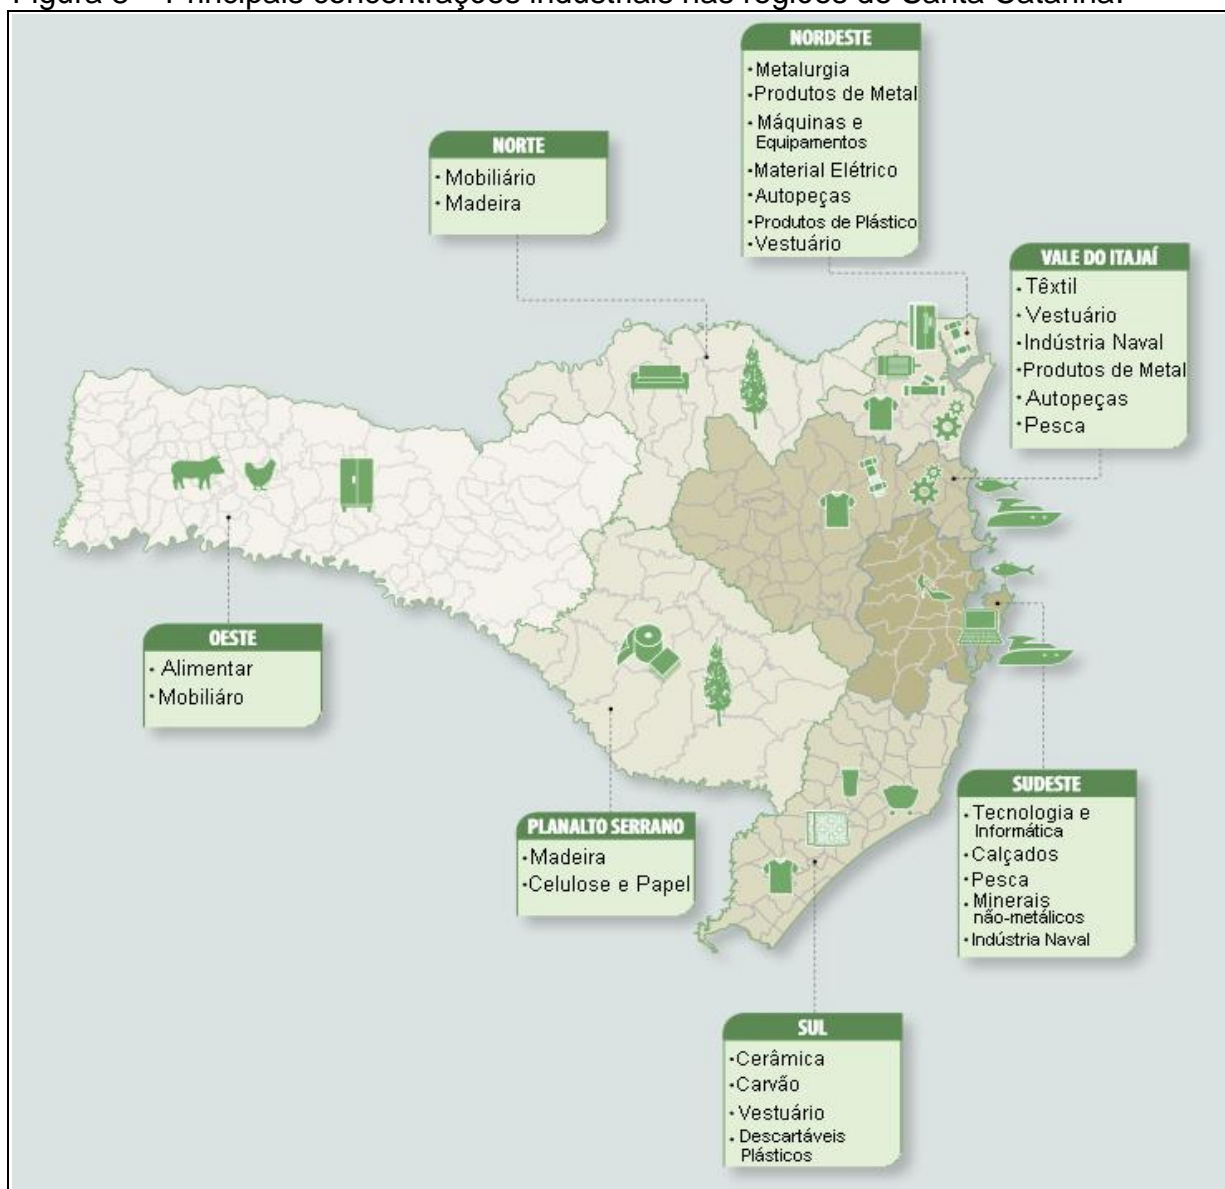 Figura 3 – Principais concentrações industriais nas regiões de Santa Catarina.
NORDESTE
•Metalurgia
•Produtos de Metal
• Máquinas e
Equipamentos
•Material Elétrico
•Autopeças
•Produtos de Plástico
•Vestuário
NORTE
• Mobiliário
• Madeira
VALE DO ITAJAÍ
• Têxtil
• Vestuário
•Indústria Naval
•Produtos de Metal
• Autopeças
• Pesca
OESTE
• Alimentar
•Mobiliáro
PLANALTO SERRANO
•Madeira
•Celulose e Papel
SUDESTE
• Tecnologia e
Informática
•Calçados
•Pesca
• Minerais
não-metálicos
•Indústria Naval
SUL
•Cerâmica
•Carvão
•Vestuário
• Descartáveis
Plásticos